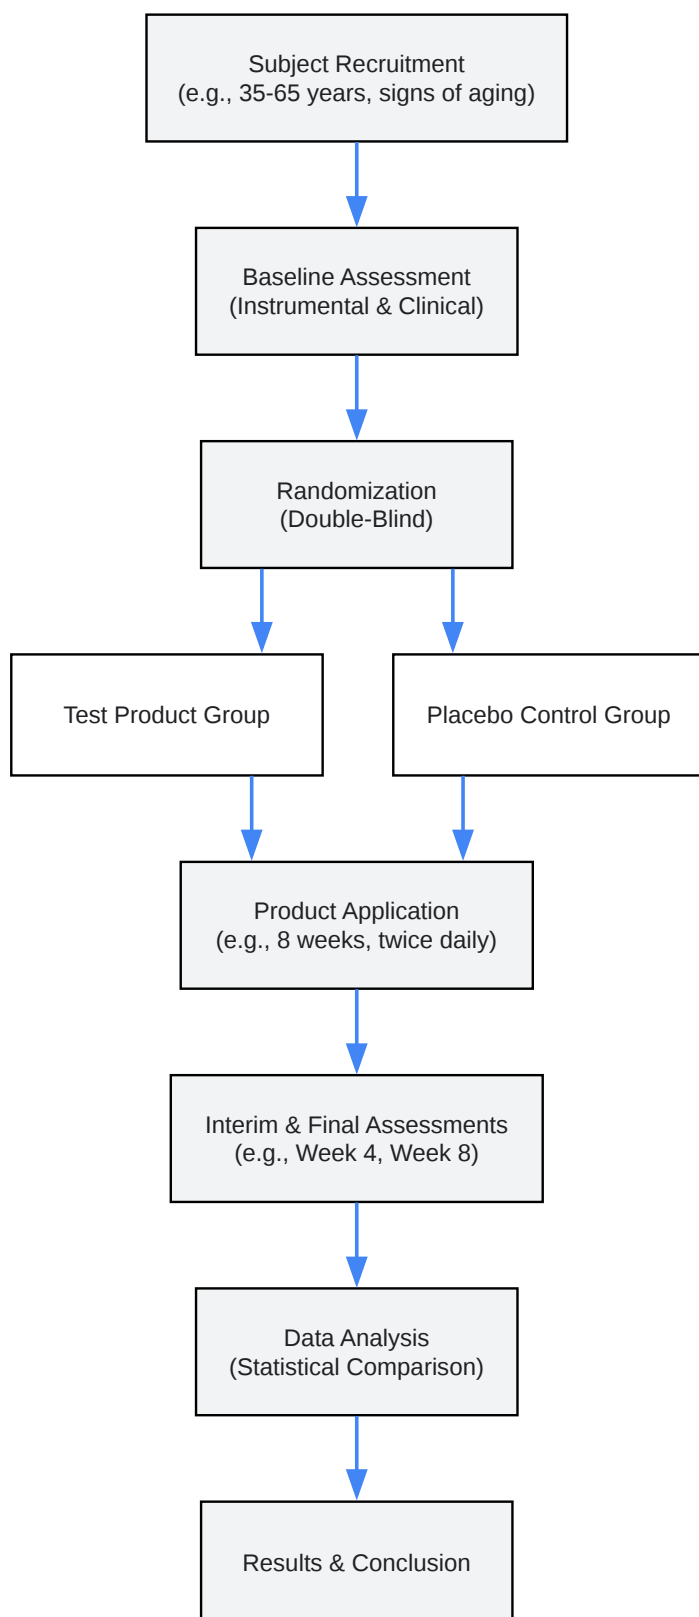 Subject Recruitment
(e.g., 35-65 years, signs of aging)
Baseline Assessment
(Instrumental & Clinical)
Randomization
(Double-Blind)
Test Product Group
Placebo Control Group
Product Application
(e.g., 8 weeks, twice daily)
Interim & Final Assessments
(e.g., Week 4, Week 8)
Data Analysis
(Statistical Comparison)
Results & Conclusion